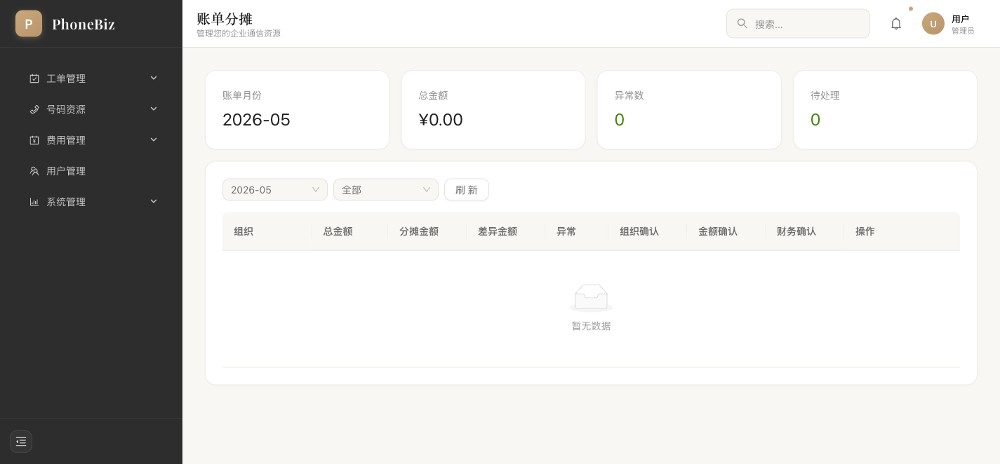 P PhoneBiz
工单管理
号码资源
费用管理
用户管理
系统管理
账单分摊
管理您的企业通信资源
搜索...
U
用户
管理员
账单月份
2026-05
总金额
¥0.00
异常数
0
待处理
0
2026-05 全部 刷 新
组织 总金额 分摊金额 差异金额 异常 组织确认 金额确认 财务确认 操作
暂无数据